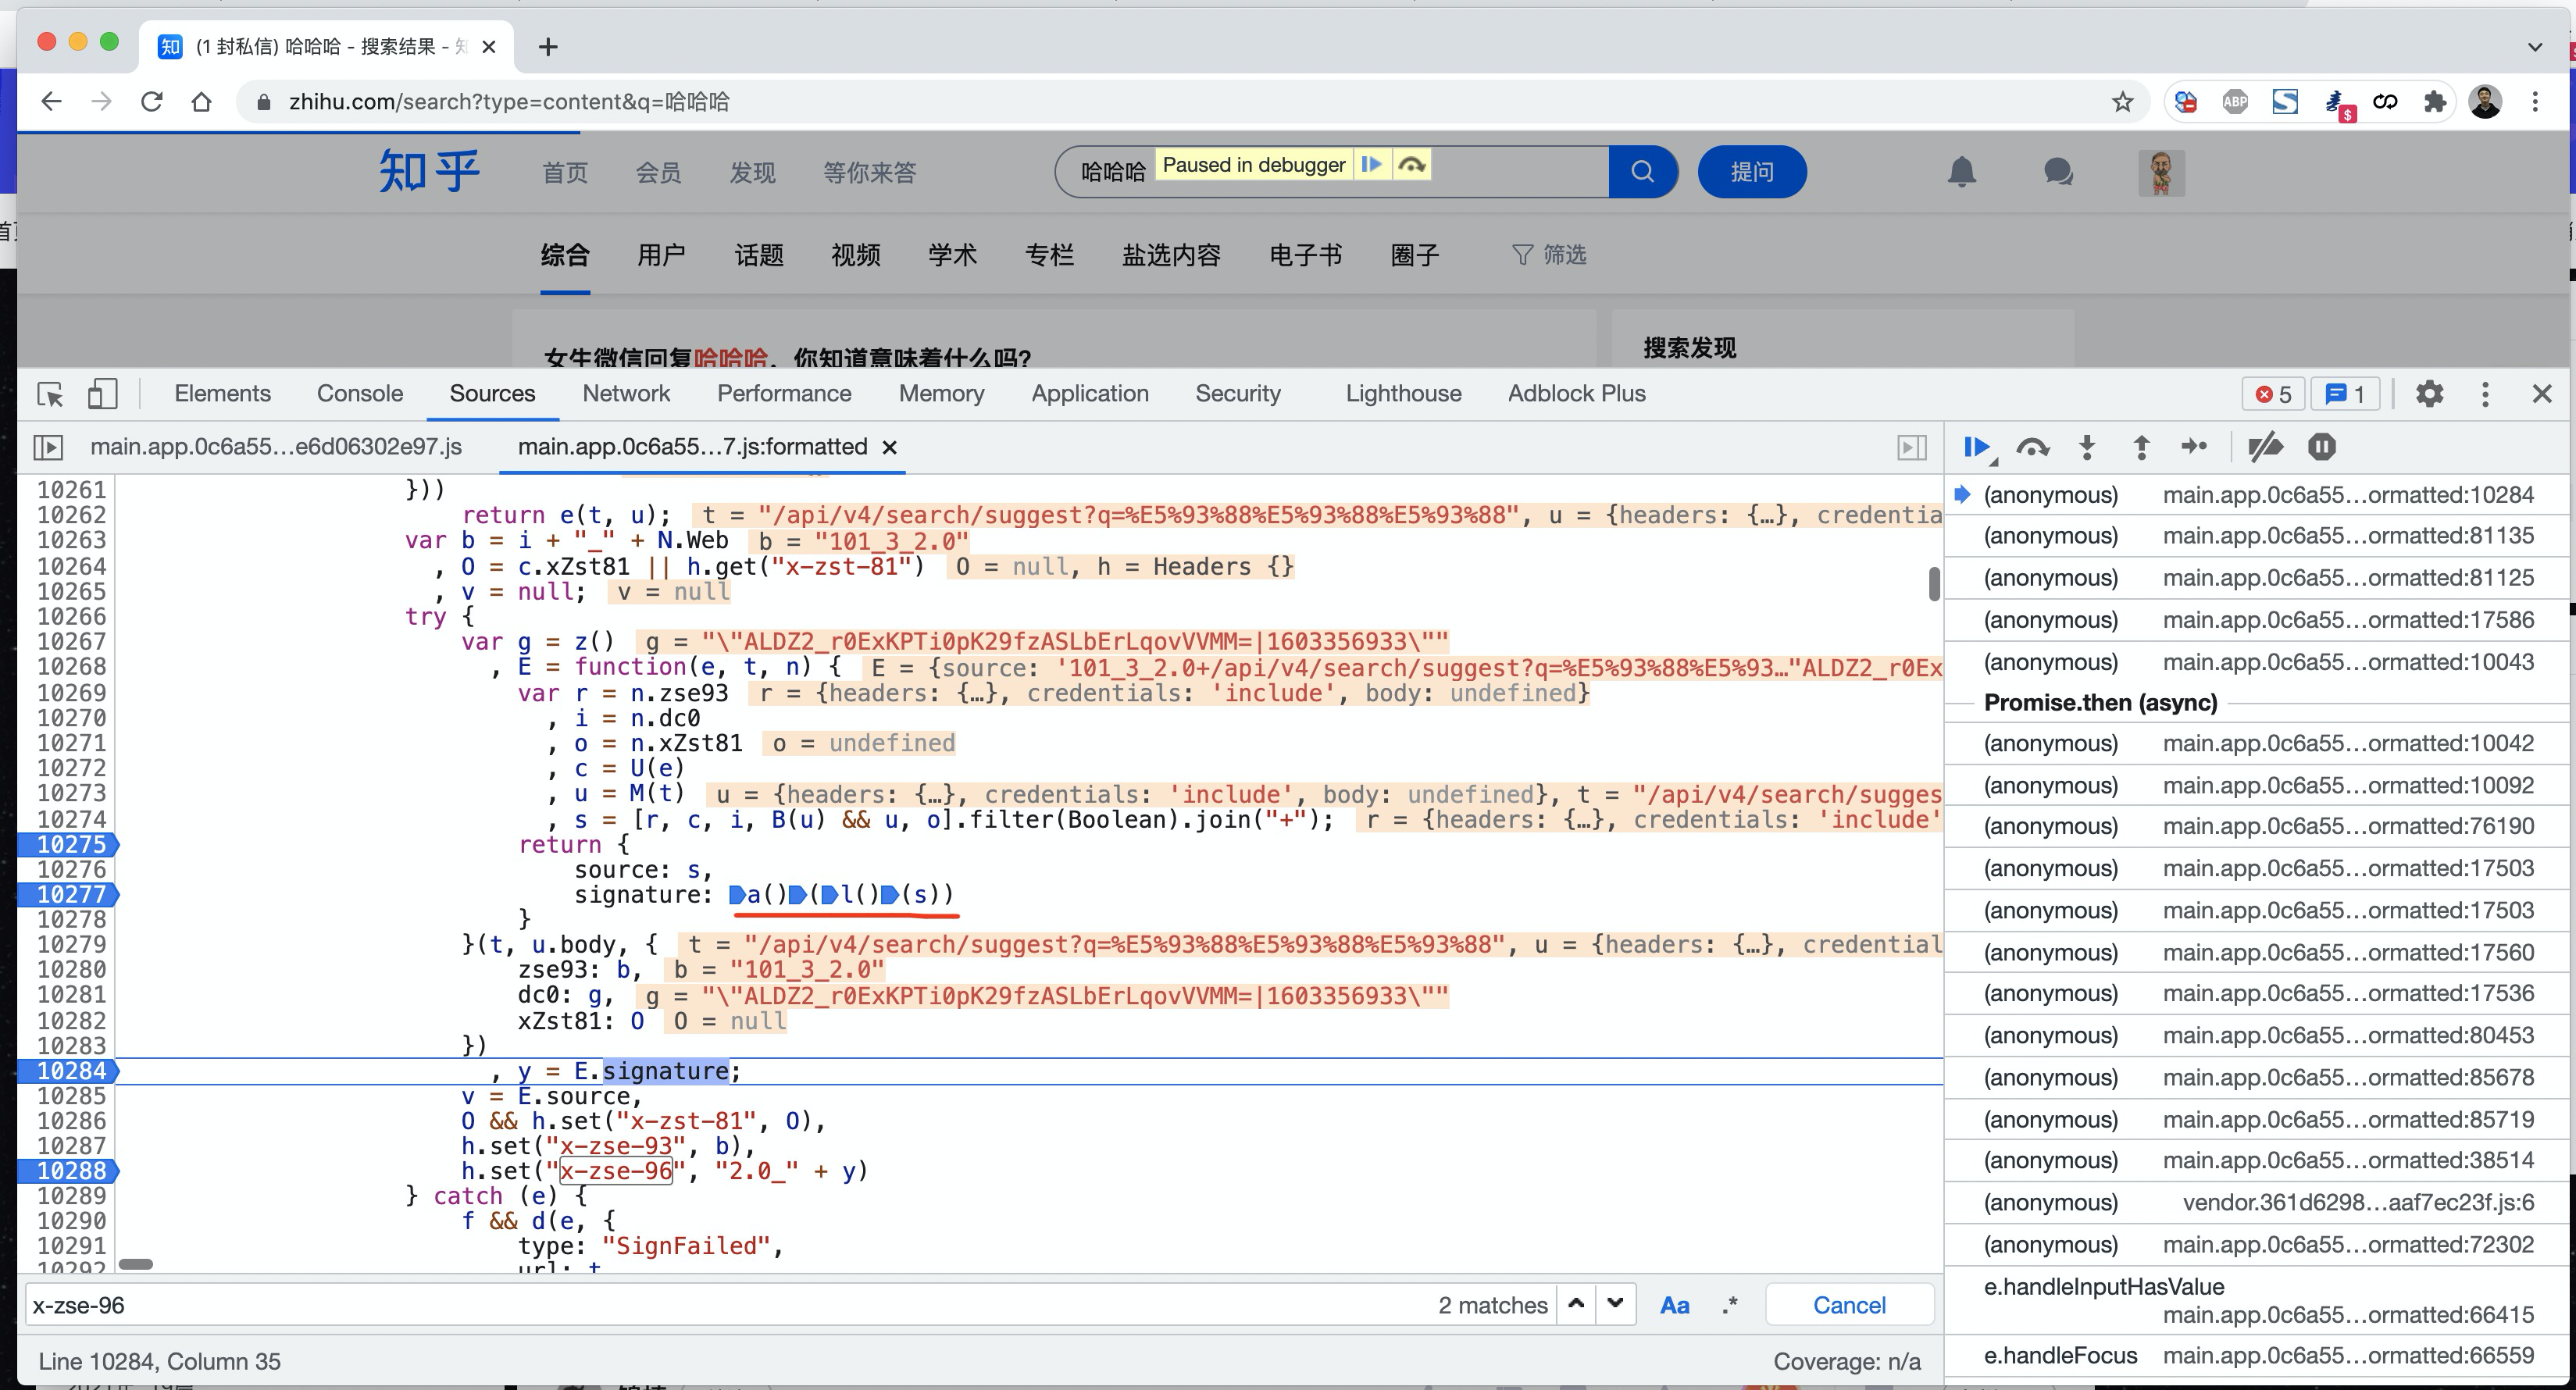 (1 封私信) 哈哈哈 - 搜索结果 - 知
zhihu.com/search?type=content&q=哈哈哈
ABP
$
知乎 首页 会员 发现 等你来答 哈哈哈 Paused in debugger 提问
综合 用户 话题 视频 学术 专栏 盐选内容 电子书 圈子 筛选
女生微信回复哈哈哈，你知道意味着什么吗?
搜索发现
Elements Console Sources Network Performance Memory Application Security Lighthouse Adblock Plus 5 1
main.app.0c6a55…e6d06302e97.js main.app.0c6a55…7.js:formatted
10261 }))
10262 return e(t, u); t = "/api/v4/search/suggest?q=%E5%93%88%E5%93%88%E5%93%88", u = {headers: {…}, credentia
10263 var b = i + "_" + N.Web b = "101_3_2.0"
10264 , O = c.xZst81 || h.get("x-zst-81") O = null, h = Headers {}
10265 , v = null; v = null
10266 try {
10267 var g = z() g = "\"ALDZ2_r0ExKPTi0pK29fzASLbErLqovVVMM=|1603356933\""
10268 , E = function(e, t, n) { E = {source: '101_3_2.0+/api/v4/search/suggest?q=%E5%93%88%E5%93…"ALDZ2_r0Ex
10269 var r = n.zse93 r = {headers: {…}, credentials: 'include', body: undefined}
10270 , i = n.dc0
10271 , o = n.xZst81 o = undefined
10272 , c = U(e)
10273 , u = M(t) u = {headers: {…}, credentials: 'include', body: undefined}, t = "/api/v4/search/sugges
10274 , s = [r, c, i, B(u) && u, o].filter(Boolean).join("+"); r = {headers: {…}, credentials: 'include'
10275 return {
10276 source: s,
10277 signature: a()(l()(s))
10278 }
10279 }(t, u.body, { t = "/api/v4/search/suggest?q=%E5%93%88%E5%93%88%E5%93%88", u = {headers: {…}, credential
10280 zse93: b, b = "101_3_2.0"
10281 dc0: g, g = "\"ALDZ2_r0ExKPTi0pK29fzASLbErLqovVVMM=|1603356933\""
10282 xZst81: O O = null
10283 })
10284 , y = E.signature;
10285 v = E.source,
10286 O && h.set("x-zst-81", O),
10287 h.set("x-zse-93", b),
10288 h.set("x-zse-96", "2.0_" + y)
10289 } catch (e) {
10290 f && d(e, {
10291 type: "SignFailed",
10292 url: t
x-zse-96 2 matches Aa .* Cancel
Line 10284, Column 35 Coverage: n/a
(anonymous) main.app.0c6a55…ormatted:10284
(anonymous) main.app.0c6a55…ormatted:81135
(anonymous) main.app.0c6a55…ormatted:81125
(anonymous) main.app.0c6a55…ormatted:17586
(anonymous) main.app.0c6a55…ormatted:10043
Promise.then (async)
(anonymous) main.app.0c6a55…ormatted:10042
(anonymous) main.app.0c6a55…ormatted:10092
(anonymous) main.app.0c6a55…ormatted:76190
(anonymous) main.app.0c6a55…ormatted:17503
(anonymous) main.app.0c6a55…ormatted:17503
(anonymous) main.app.0c6a55…ormatted:17560
(anonymous) main.app.0c6a55…ormatted:17536
(anonymous) main.app.0c6a55…ormatted:80453
(anonymous) main.app.0c6a55…ormatted:85678
(anonymous) main.app.0c6a55…ormatted:85719
(anonymous) main.app.0c6a55…ormatted:38514
(anonymous) vendor.361d6298…aaf7ec23f.js:6
(anonymous) main.app.0c6a55…ormatted:72302
e.handleInputHasValue
main.app.0c6a55…ormatted:66415
e.handleFocus main.app.0c6a55…ormatted:66559